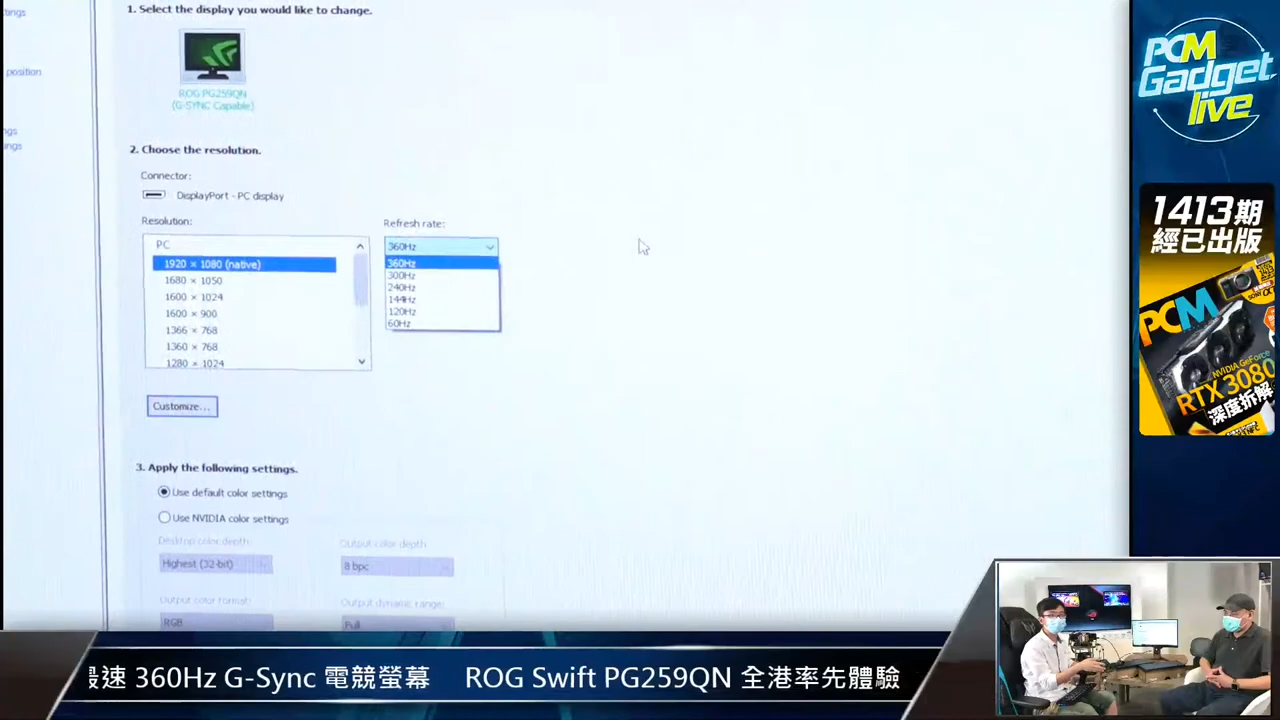 tings
position
ngs
ings
1. Select the display you would like to change.
ROG PG259QN
(G-SYNC Capable)
2. Choose the resolution.
Connector:
DisplayPort - PC display
Resolution:
PC
1920 × 1080 (native)
1680 × 1050
1600 × 1024
1600 × 900
1366 × 768
1360 × 768
1280 × 1024
Refresh rate:
360Hz
360Hz
300Hz
240Hz
144Hz
120Hz
60Hz
Customize...
3. Apply the following settings.
Use default color settings
Use NVIDIA color settings
Desktop color depth:
Highest (32-bit)
Output color depth:
8 bpc
Output color format:
RGB
Output dynamic range:
Full
PCM
Gadget
live
1413期
經已出版
PCM
NVIDIA GeForce
RTX 3080
深度拆解
速 360Hz G-Sync 電競螢幕 ROG Swift PG259QN 全港率先體驗